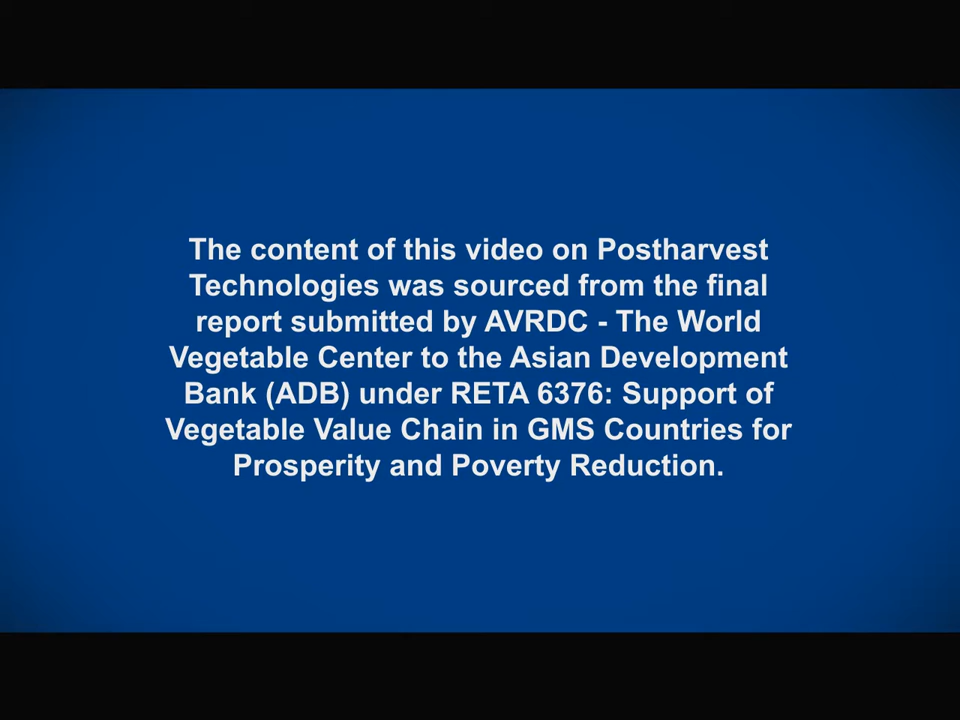 The content of this video on Postharvest
Technologies was sourced from the final
report submitted by AVRDC - The World
Vegetable Center to the Asian Development
Bank (ADB) under RETA 6376: Support of
Vegetable Value Chain in GMS Countries for
Prosperity and Poverty Reduction.